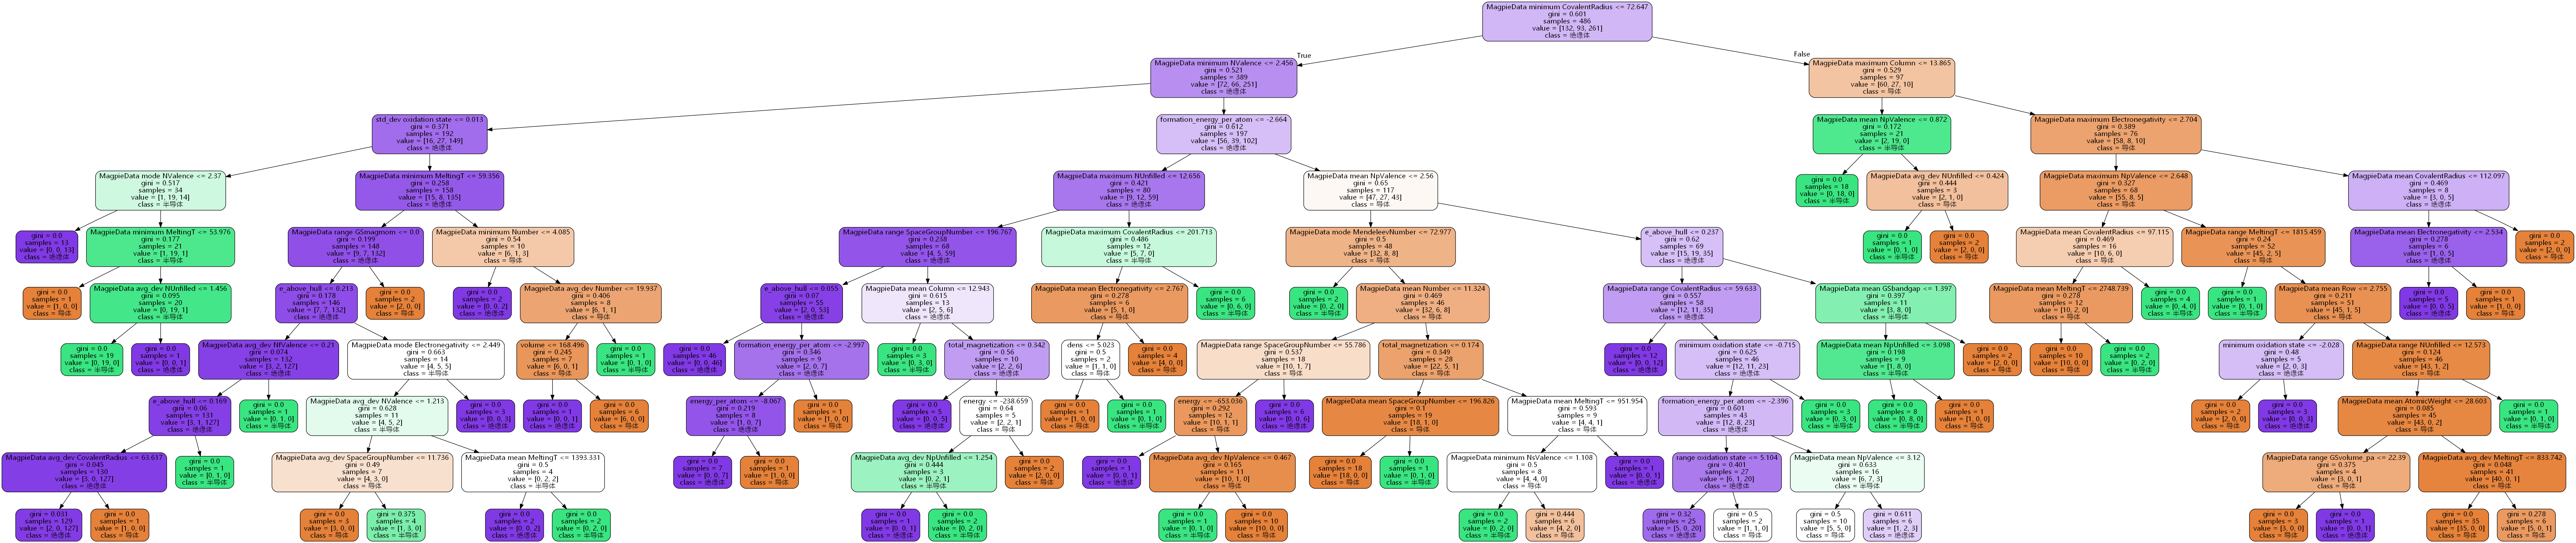 MagpieData minimum CovalentRadius <= 72.647
gini = 0.601
samples = 486
value = [132, 93, 261]
class = 绝缘体
True
False
MagpieData minimum NValence <= 2.456
gini = 0.521
samples = 389
value = [72, 66, 251]
class = 绝缘体
MagpieData maximum Column <= 13.865
gini = 0.529
samples = 97
value = [60, 27, 10]
class = 导体
std_dev oxidation state <= 0.013
gini = 0.371
samples = 192
value = [16, 27, 149]
class = 绝缘体
formation_energy_per_atom <= -2.664
gini = 0.612
samples = 197
value = [56, 39, 102]
class = 绝缘体
MagpieData mean NpValence <= 0.872
gini = 0.172
samples = 21
value = [2, 19, 0]
class = 半导体
MagpieData maximum Electronegativity <= 2.704
gini = 0.389
samples = 76
value = [58, 8, 10]
class = 导体
MagpieData mode NValence <= 2.37
gini = 0.517
samples = 34
value = [1, 19, 14]
class = 半导体
MagpieData minimum MeltingT <= 59.356
gini = 0.258
samples = 158
value = [15, 8, 135]
class = 绝缘体
MagpieData maximum NUnfilled <= 12.656
gini = 0.421
samples = 80
value = [9, 12, 59]
class = 绝缘体
MagpieData mean NpValence <= 2.56
gini = 0.65
samples = 117
value = [47, 27, 43]
class = 导体
gini = 0.0
samples = 18
value = [0, 18, 0]
class = 半导体
MagpieData avg_dev NUnfilled <= 0.424
gini = 0.444
samples = 3
value = [2, 1, 0]
class = 导体
MagpieData maximum NpValence <= 2.648
gini = 0.327
samples = 68
value = [55, 8, 5]
class = 导体
MagpieData mean CovalentRadius <= 112.097
gini = 0.469
samples = 8
value = [3, 0, 5]
class = 绝缘体
gini = 0.0
samples = 13
value = [0, 0, 13]
class = 绝缘体
MagpieData minimum MeltingT <= 53.976
gini = 0.177
samples = 21
value = [1, 19, 1]
class = 半导体
MagpieData range GSmagmom <= 0.0
gini = 0.199
samples = 148
value = [9, 7, 132]
class = 绝缘体
MagpieData minimum Number <= 4.085
gini = 0.54
samples = 10
value = [6, 1, 3]
class = 导体
MagpieData range SpaceGroupNumber <= 196.767
gini = 0.238
samples = 68
value = [4, 5, 59]
class = 绝缘体
MagpieData maximum CovalentRadius <= 201.713
gini = 0.486
samples = 12
value = [5, 7, 0]
class = 半导体
MagpieData mode MendeleevNumber <= 72.977
gini = 0.5
samples = 48
value = [32, 8, 8]
class = 导体
e_above_hull <= 0.237
gini = 0.62
samples = 69
value = [15, 19, 35]
class = 绝缘体
gini = 0.0
samples = 1
value = [0, 1, 0]
class = 半导体
gini = 0.0
samples = 2
value = [2, 0, 0]
class = 导体
MagpieData mean CovalentRadius <= 97.115
gini = 0.469
samples = 16
value = [10, 6, 0]
class = 导体
MagpieData range MeltingT <= 1815.459
gini = 0.24
samples = 52
value = [45, 2, 5]
class = 导体
MagpieData mean Electronegativity <= 2.534
gini = 0.278
samples = 6
value = [1, 0, 5]
class = 绝缘体
gini = 0.0
samples = 2
value = [2, 0, 0]
class = 导体
gini = 0.0
samples = 1
value = [1, 0, 0]
class = 导体
MagpieData avg_dev NUnfilled <= 1.456
gini = 0.095
samples = 20
value = [0, 19, 1]
class = 半导体
e_above_hull <= 0.213
gini = 0.178
samples = 146
value = [7, 7, 132]
class = 绝缘体
gini = 0.0
samples = 2
value = [2, 0, 0]
class = 导体
gini = 0.0
samples = 2
value = [0, 0, 2]
class = 绝缘体
MagpieData avg_dev Number <= 19.937
gini = 0.406
samples = 8
value = [6, 1, 1]
class = 导体
e_above_hull <= 0.055
gini = 0.07
samples = 55
value = [2, 0, 53]
class = 绝缘体
MagpieData mean Column <= 12.943
gini = 0.615
samples = 13
value = [2, 5, 6]
class = 绝缘体
MagpieData mean Electronegativity <= 2.767
gini = 0.278
samples = 6
value = [5, 1, 0]
class = 导体
gini = 0.0
samples = 6
value = [0, 6, 0]
class = 半导体
gini = 0.0
samples = 2
value = [0, 2, 0]
class = 半导体
MagpieData mean Number <= 11.324
gini = 0.469
samples = 46
value = [32, 6, 8]
class = 导体
MagpieData range CovalentRadius <= 59.633
gini = 0.557
samples = 58
value = [12, 11, 35]
class = 绝缘体
MagpieData mean GSbandgap <= 1.397
gini = 0.397
samples = 11
value = [3, 8, 0]
class = 半导体
MagpieData mean MeltingT <= 2748.739
gini = 0.278
samples = 12
value = [10, 2, 0]
class = 导体
gini = 0.0
samples = 4
value = [0, 4, 0]
class = 半导体
gini = 0.0
samples = 1
value = [0, 1, 0]
class = 半导体
MagpieData mean Row <= 2.755
gini = 0.211
samples = 51
value = [45, 1, 5]
class = 导体
gini = 0.0
samples = 5
value = [0, 0, 5]
class = 绝缘体
gini = 0.0
samples = 1
value = [1, 0, 0]
class = 导体
gini = 0.0
samples = 19
value = [0, 19, 0]
class = 半导体
gini = 0.0
samples = 1
value = [0, 0, 1]
class = 绝缘体
MagpieData avg_dev NfValence <= 0.21
gini = 0.074
samples = 132
value = [3, 2, 127]
class = 绝缘体
MagpieData mode Electronegativity <= 2.449
gini = 0.663
samples = 14
value = [4, 5, 5]
class = 半导体
volume <= 168.496
gini = 0.245
samples = 7
value = [6, 0, 1]
class = 导体
gini = 0.0
samples = 1
value = [0, 1, 0]
class = 半导体
gini = 0.0
samples = 46
value = [0, 0, 46]
class = 绝缘体
formation_energy_per_atom <= -2.997
gini = 0.346
samples = 9
value = [2, 0, 7]
class = 绝缘体
gini = 0.0
samples = 3
value = [0, 3, 0]
class = 半导体
total_magnetization <= 0.342
gini = 0.56
samples = 10
value = [2, 2, 6]
class = 绝缘体
dens <= 5.023
gini = 0.5
samples = 2
value = [1, 1, 0]
class = 导体
gini = 0.0
samples = 4
value = [4, 0, 0]
class = 导体
MagpieData range SpaceGroupNumber <= 55.786
gini = 0.537
samples = 18
value = [10, 1, 7]
class = 导体
total_magnetization <= 0.174
gini = 0.349
samples = 28
value = [22, 5, 1]
class = 导体
gini = 0.0
samples = 12
value = [0, 0, 12]
class = 绝缘体
minimum oxidation state <= -0.715
gini = 0.625
samples = 46
value = [12, 11, 23]
class = 绝缘体
MagpieData mean NpUnfilled <= 3.098
gini = 0.198
samples = 9
value = [1, 8, 0]
class = 半导体
gini = 0.0
samples = 2
value = [2, 0, 0]
class = 导体
gini = 0.0
samples = 10
value = [10, 0, 0]
class = 导体
gini = 0.0
samples = 2
value = [0, 2, 0]
class = 半导体
minimum oxidation state <= -2.028
gini = 0.48
samples = 5
value = [2, 0, 3]
class = 绝缘体
MagpieData range NUnfilled <= 12.573
gini = 0.124
samples = 46
value = [43, 1, 2]
class = 导体
e_above_hull <= 0.169
gini = 0.06
samples = 131
value = [3, 1, 127]
class = 绝缘体
gini = 0.0
samples = 1
value = [0, 1, 0]
class = 半导体
MagpieData avg_dev NValence <= 1.213
gini = 0.628
samples = 11
value = [4, 5, 2]
class = 半导体
gini = 0.0
samples = 3
value = [0, 0, 3]
class = 绝缘体
gini = 0.0
samples = 1
value = [0, 0, 1]
class = 绝缘体
gini = 0.0
samples = 6
value = [6, 0, 0]
class = 导体
energy_per_atom <= -8.067
gini = 0.219
samples = 8
value = [1, 0, 7]
class = 绝缘体
gini = 0.0
samples = 1
value = [1, 0, 0]
class = 导体
gini = 0.0
samples = 5
value = [0, 0, 5]
class = 绝缘体
energy <= -238.659
gini = 0.64
samples = 5
value = [2, 2, 1]
class = 导体
gini = 0.0
samples = 1
value = [1, 0, 0]
class = 导体
gini = 0.0
samples = 1
value = [0, 1, 0]
class = 半导体
energy <= -653.036
gini = 0.292
samples = 12
value = [10, 1, 1]
class = 导体
gini = 0.0
samples = 6
value = [0, 0, 6]
class = 绝缘体
MagpieData mean SpaceGroupNumber <= 196.826
gini = 0.1
samples = 19
value = [18, 1, 0]
class = 导体
MagpieData mean MeltingT <= 951.954
gini = 0.593
samples = 9
value = [4, 4, 1]
class = 导体
formation_energy_per_atom <= -2.396
gini = 0.601
samples = 43
value = [12, 8, 23]
class = 绝缘体
gini = 0.0
samples = 3
value = [0, 3, 0]
class = 半导体
gini = 0.0
samples = 8
value = [0, 8, 0]
class = 半导体
gini = 0.0
samples = 1
value = [1, 0, 0]
class = 导体
gini = 0.0
samples = 2
value = [2, 0, 0]
class = 导体
gini = 0.0
samples = 3
value = [0, 0, 3]
class = 绝缘体
MagpieData mean AtomicWeight <= 28.603
gini = 0.085
samples = 45
value = [43, 0, 2]
class = 导体
gini = 0.0
samples = 1
value = [0, 1, 0]
class = 半导体
MagpieData avg_dev CovalentRadius <= 63.617
gini = 0.045
samples = 130
value = [3, 0, 127]
class = 绝缘体
gini = 0.0
samples = 1
value = [0, 1, 0]
class = 半导体
MagpieData avg_dev SpaceGroupNumber <= 11.736
gini = 0.49
samples = 7
value = [4, 3, 0]
class = 导体
MagpieData mean MeltingT <= 1393.331
gini = 0.5
samples = 4
value = [0, 2, 2]
class = 半导体
gini = 0.0
samples = 7
value = [0, 0, 7]
class = 绝缘体
gini = 0.0
samples = 1
value = [1, 0, 0]
class = 导体
MagpieData avg_dev NpUnfilled <= 1.254
gini = 0.444
samples = 3
value = [0, 2, 1]
class = 半导体
gini = 0.0
samples = 2
value = [2, 0, 0]
class = 导体
gini = 0.0
samples = 1
value = [0, 0, 1]
class = 绝缘体
MagpieData avg_dev NpValence <= 0.467
gini = 0.165
samples = 11
value = [10, 1, 0]
class = 导体
gini = 0.0
samples = 18
value = [18, 0, 0]
class = 导体
gini = 0.0
samples = 1
value = [0, 1, 0]
class = 半导体
MagpieData minimum NsValence <= 1.108
gini = 0.5
samples = 8
value = [4, 4, 0]
class = 导体
gini = 0.0
samples = 1
value = [0, 0, 1]
class = 绝缘体
range oxidation state <= 5.104
gini = 0.401
samples = 27
value = [6, 1, 20]
class = 绝缘体
MagpieData mean NpValence <= 3.12
gini = 0.633
samples = 16
value = [6, 7, 3]
class = 半导体
MagpieData range GSvolume_pa <= 22.39
gini = 0.375
samples = 4
value = [3, 0, 1]
class = 导体
MagpieData avg_dev MeltingT <= 833.742
gini = 0.048
samples = 41
value = [40, 0, 1]
class = 导体
gini = 0.031
samples = 129
value = [2, 0, 127]
class = 绝缘体
gini = 0.0
samples = 1
value = [1, 0, 0]
class = 导体
gini = 0.0
samples = 3
value = [3, 0, 0]
class = 导体
gini = 0.375
samples = 4
value = [1, 3, 0]
class = 半导体
gini = 0.0
samples = 2
value = [0, 0, 2]
class = 绝缘体
gini = 0.0
samples = 2
value = [0, 2, 0]
class = 半导体
gini = 0.0
samples = 1
value = [0, 0, 1]
class = 绝缘体
gini = 0.0
samples = 2
value = [0, 2, 0]
class = 半导体
gini = 0.0
samples = 1
value = [0, 1, 0]
class = 半导体
gini = 0.0
samples = 10
value = [10, 0, 0]
class = 导体
gini = 0.0
samples = 2
value = [0, 2, 0]
class = 半导体
gini = 0.444
samples = 6
value = [4, 2, 0]
class = 导体
gini = 0.32
samples = 25
value = [5, 0, 20]
class = 绝缘体
gini = 0.5
samples = 2
value = [1, 1, 0]
class = 导体
gini = 0.5
samples = 10
value = [5, 5, 0]
class = 导体
gini = 0.611
samples = 6
value = [1, 2, 3]
class = 绝缘体
gini = 0.0
samples = 3
value = [3, 0, 0]
class = 导体
gini = 0.0
samples = 1
value = [0, 0, 1]
class = 绝缘体
gini = 0.0
samples = 35
value = [35, 0, 0]
class = 导体
gini = 0.278
samples = 6
value = [5, 0, 1]
class = 导体